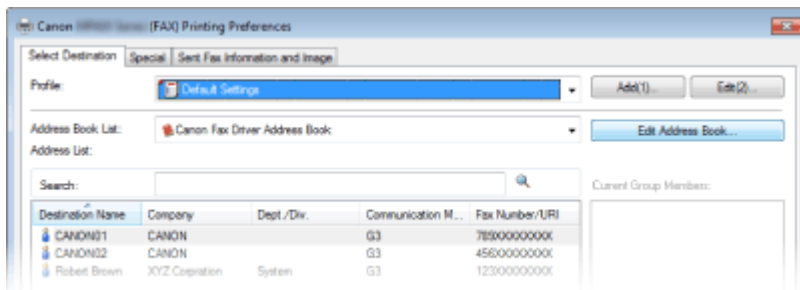 Canon (FAX) Printing Preferences
Select Destination Special Sent Fax Information and Image
Profile: Default Settings Add(1)... Edit(2)...
Address Book List: Canon Fax Driver Address Book Edit Address Book...
Address List:
Search: Current Group Members:
Destination Name Company Dept./Div. Communication M... Fax Number/URI
CANON01 CANON G3 789XXXXXXXX
CANON02 CANON G3 456XXXXXXXX
Robert Brown XYZ Corpration System G3 123XXXXXXXX